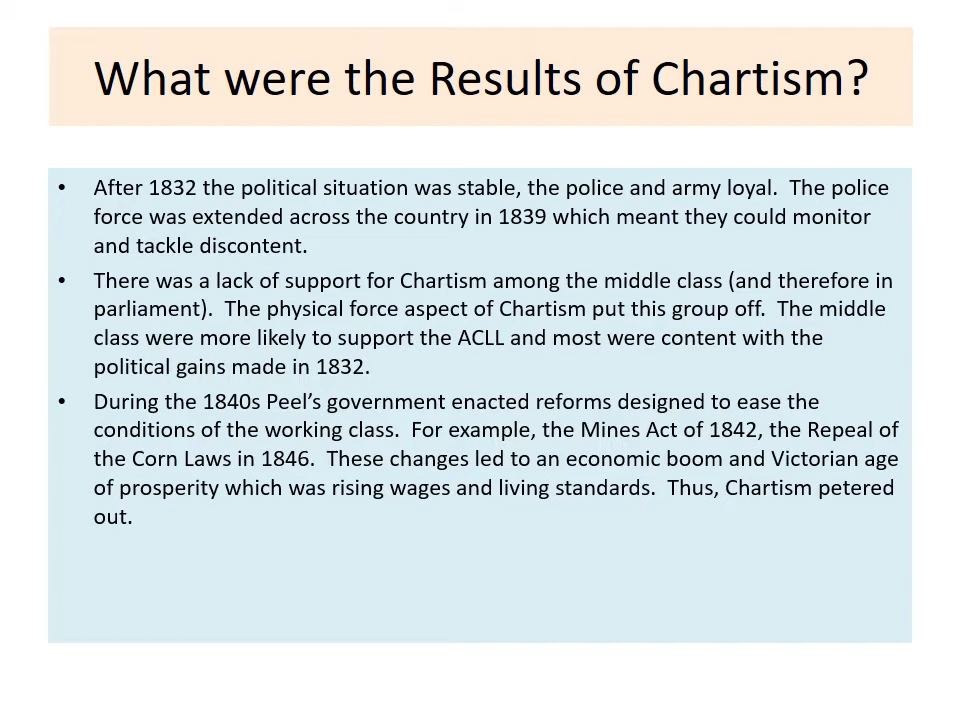 What were the Results of Chartism?
• After 1832 the political situation was stable, the police and army loyal.  The police
force was extended across the country in 1839 which meant they could monitor
and tackle discontent.
• There was a lack of support for Chartism among the middle class (and therefore in
parliament).  The physical force aspect of Chartism put this group off.  The middle
class were more likely to support the ACLL and most were content with the
political gains made in 1832.
• During the 1840s Peel’s government enacted reforms designed to ease the
conditions of the working class.  For example, the Mines Act of 1842, the Repeal of
the Corn Laws in 1846.  These changes led to an economic boom and Victorian age
of prosperity which was rising wages and living standards.  Thus, Chartism petered
out.